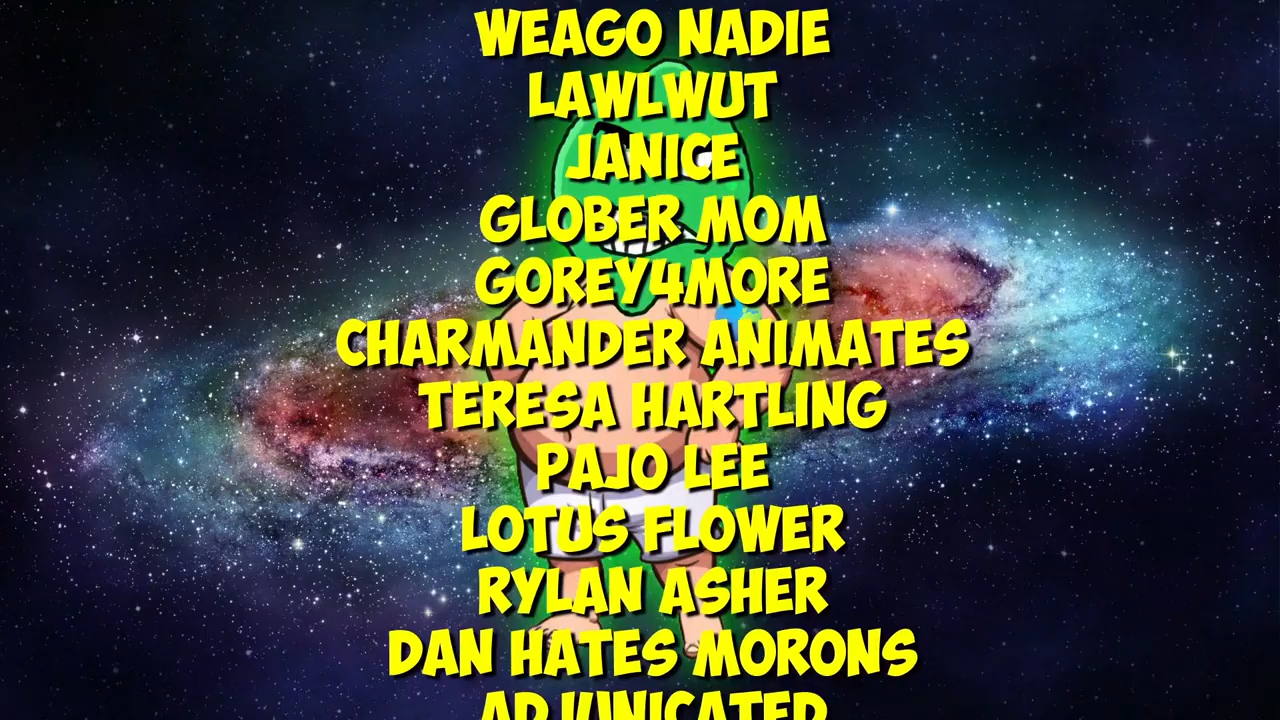 WEAGO NADIE
LAWLWUT
JANICE
GLOBER MOM
GOREY4MORE
CHARMANDER ANIMATES
TERESA HARTLING
PAJO LEE
LOTUS FLOWER
RYLAN ASHER
DAN HATES MORONS